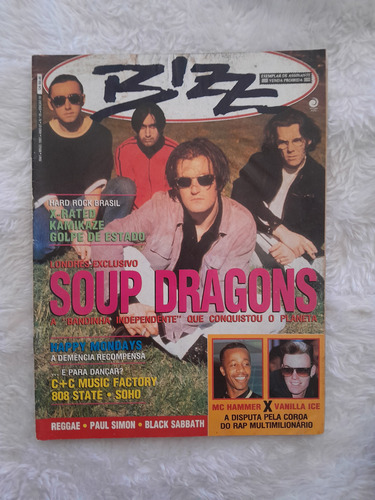 BIZZ
EXEMPLAR DE ASSINANTE
VENDA PROIBIDA
HARD ROCK BRASIL
X-RATED
KAMIKAZE
GOLPE DE ESTADO
LONDRES EXCLUSIVO
SOUP DRAGONS
A "BANDINHA INDEPENDENTE" QUE CONQUISTOU O PLANETA
HAPPY MONDAYS
A DEMÊNCIA RECOMPENSA
... E PARA DANÇAR?
C+C MUSIC FACTORY
808 STATE • SOHO
MC HAMMER X VANILLA ICE
A DISPUTA PELA COROA
DO RAP MULTIMILIONÁRIO
REGGAE • PAUL SIMON • BLACK SABBATH